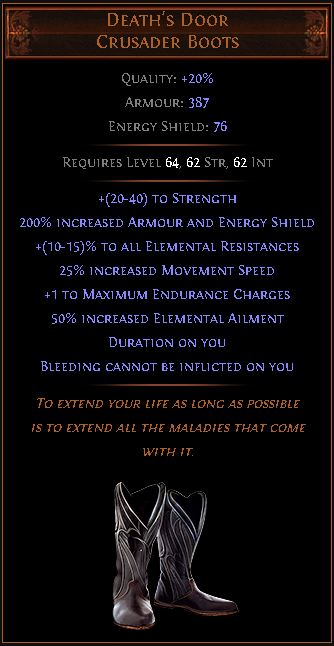 Death's Door
Crusader Boots
Quality: +20%
Armour: 387
Energy Shield: 76
Requires Level 64, 62 Str, 62 Int
+(20-40) to Strength
200% increased Armour and Energy Shield
+(10-15)% to all Elemental Resistances
25% increased Movement Speed
+1 to Maximum Endurance Charges
50% increased Elemental Ailment
Duration on you
Bleeding cannot be inflicted on you
To extend your life as long as possible
is to extend all the maladies that come
with it.